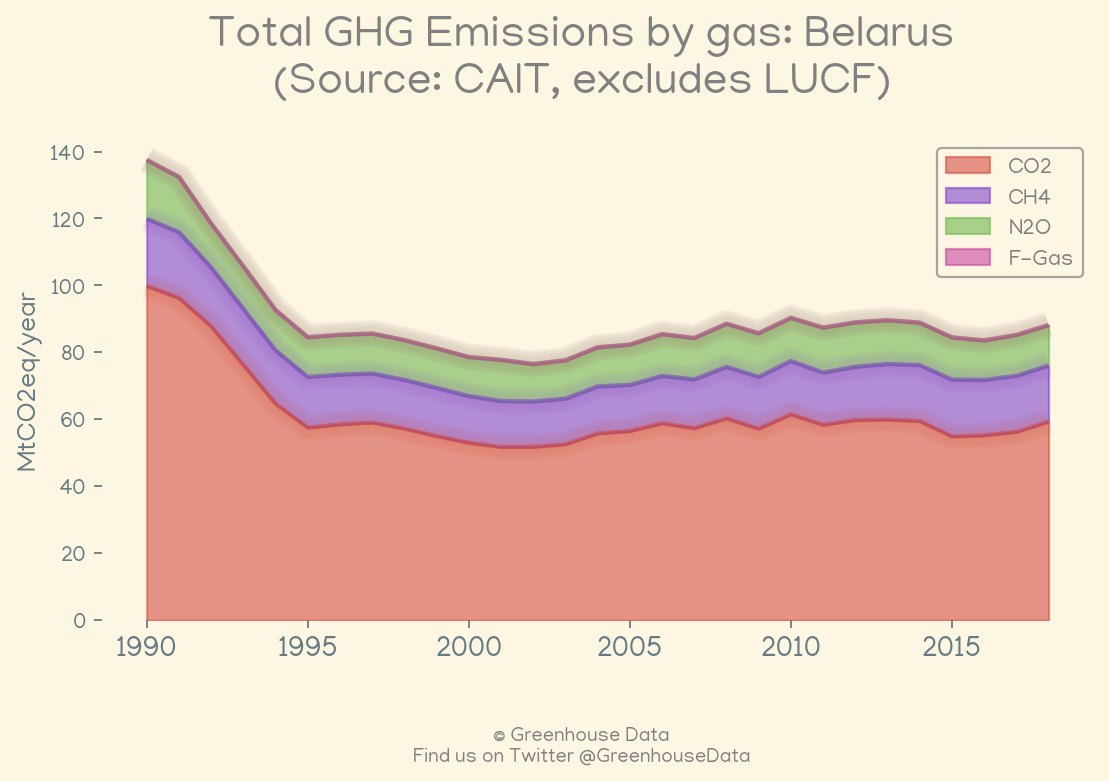 Total GHG Emissions by gas: Belarus
(Source: CAIT, excludes LUCF)
140
120
100
80
60
40
20
0
MtCO2eq/year
CO2
CH4
N2O
F-Gas
1990 1995 2000 2005 2010 2015
© Greenhouse Data
Find us on Twitter @GreenhouseData